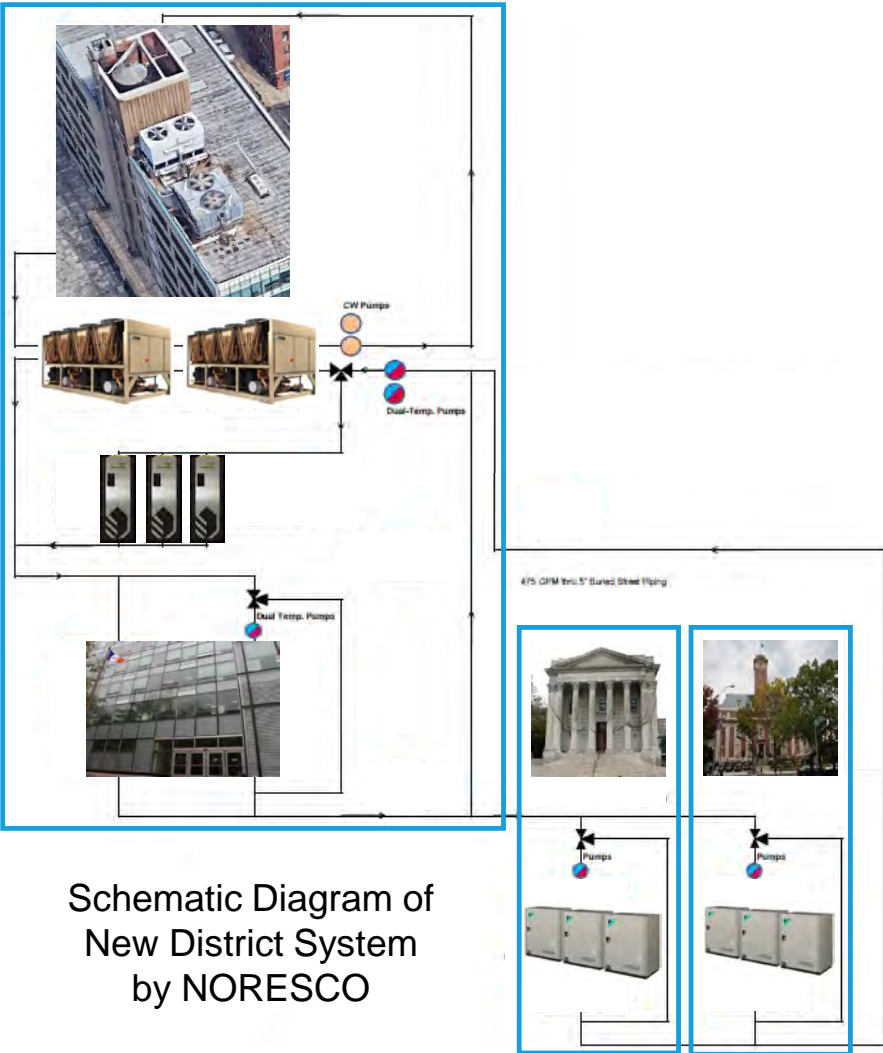 CW Pumps
Dual-Temp. Pumps
475 GPM thru 5" Buried Street Piping
Dual Temp. Pumps
Pumps
Pumps
Schematic Diagram of
New District System
by NORESCO